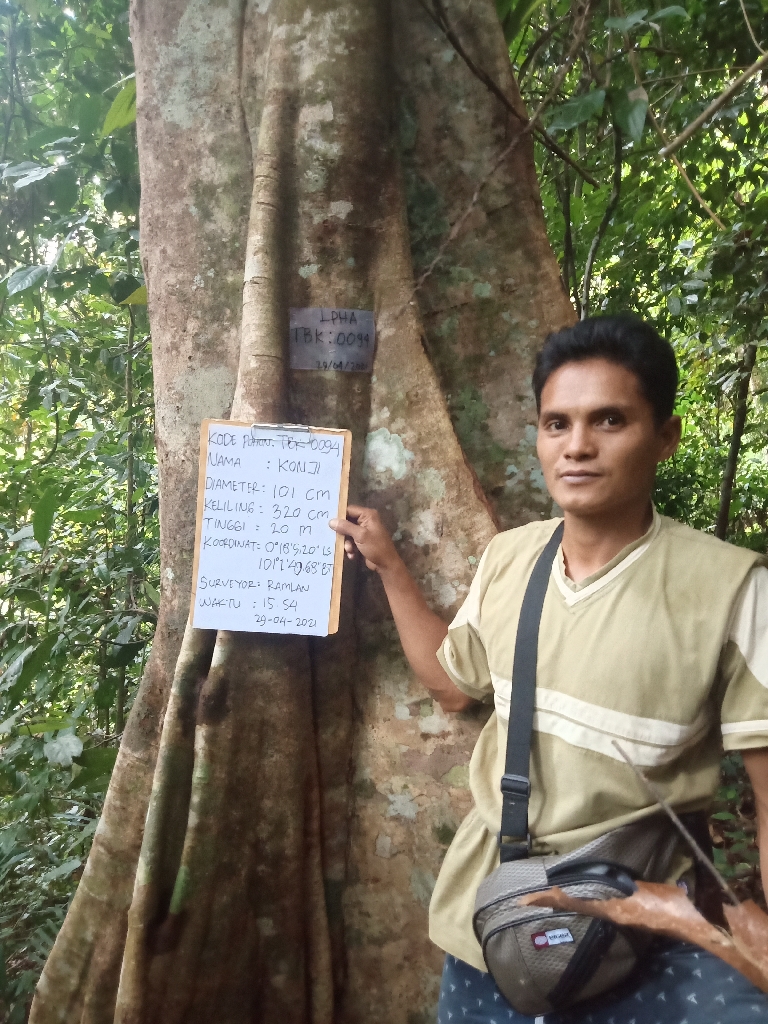 LPHA
TBK: 0094
29/04/2021
KODE POHON: TBK 0094
NAMA : KONJI
DIAMETER: 101 cm
KELILING: 320 cm
TINGGI : 20 m
KOORDINAT: 0°18'5,20" LS
101°1'49,68" BT
SURVEYOR: RAMLAN
WAKTU : 15 54
29-04-2021